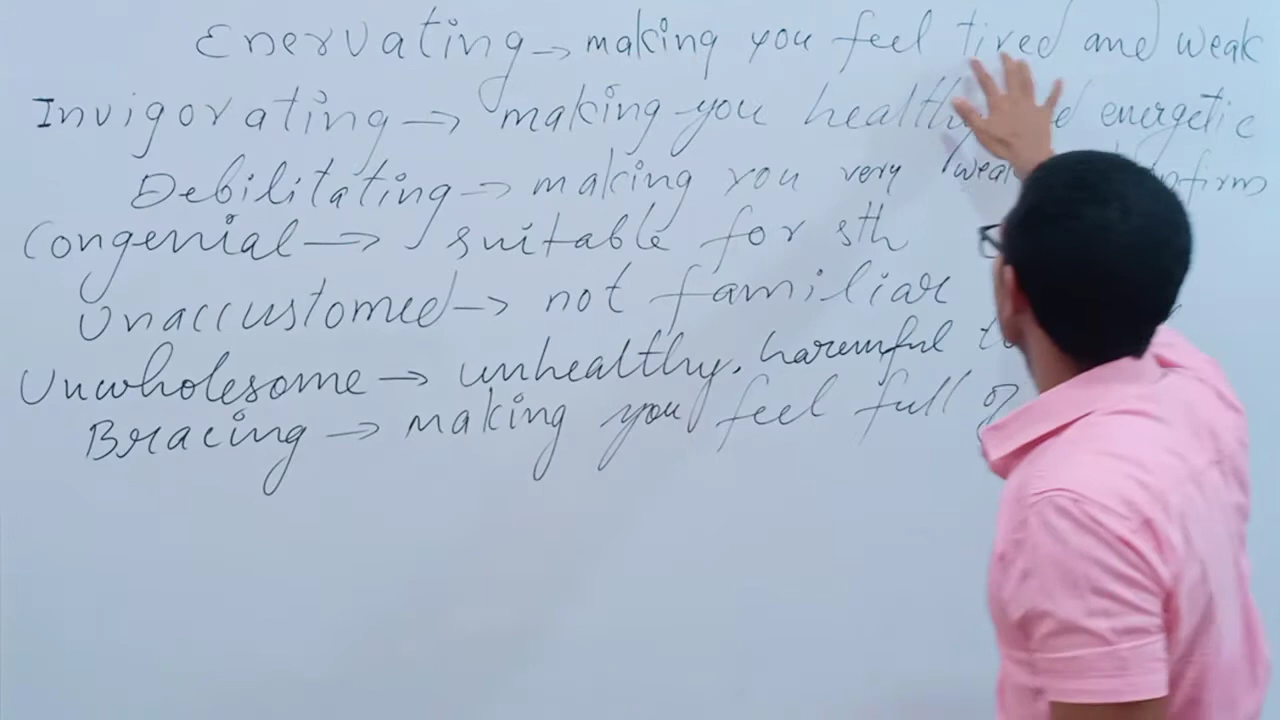 Enervating → making you feel tired and weak
Invigorating → making you healthy energetic
Debilitating → making you very weak
Congenial → suitable for sth
Unaccustomed → not familiar
Unwholesome → unhealthy, harmful
Bracing → making you feel full